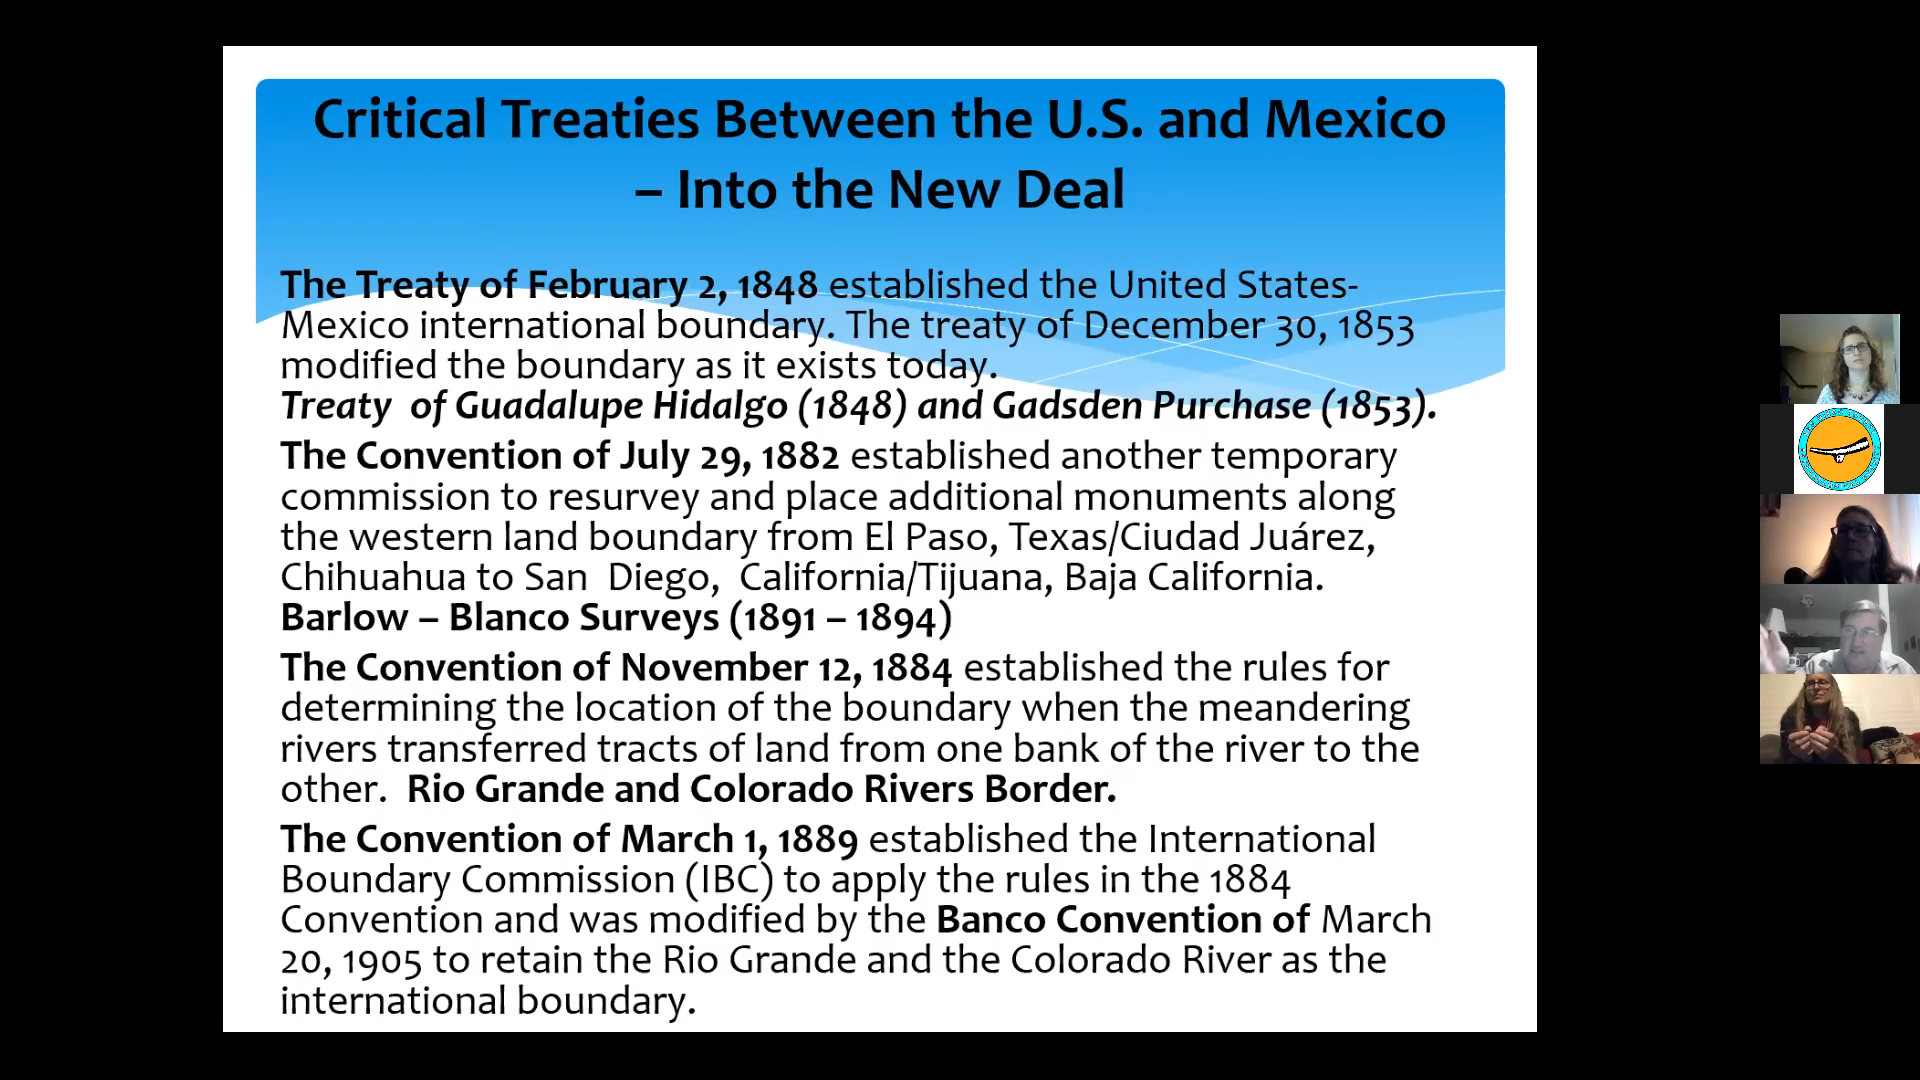 Critical Treaties Between the U.S. and Mexico
– Into the New Deal
The Treaty of February 2, 1848 established the United States-
Mexico international boundary. The treaty of December 30, 1853
modified the boundary as it exists today.
Treaty of Guadalupe Hidalgo (1848) and Gadsden Purchase (1853).
The Convention of July 29, 1882 established another temporary
commission to resurvey and place additional monuments along
the western land boundary from El Paso, Texas/Ciudad Juárez,
Chihuahua to San Diego, California/Tijuana, Baja California.
Barlow – Blanco Surveys (1891 – 1894)
The Convention of November 12, 1884 established the rules for
determining the location of the boundary when the meandering
rivers transferred tracts of land from one bank of the river to the
other. Rio Grande and Colorado Rivers Border.
The Convention of March 1, 1889 established the International
Boundary Commission (IBC) to apply the rules in the 1884
Convention and was modified by the Banco Convention of March
20, 1905 to retain the Rio Grande and the Colorado River as the
international boundary.